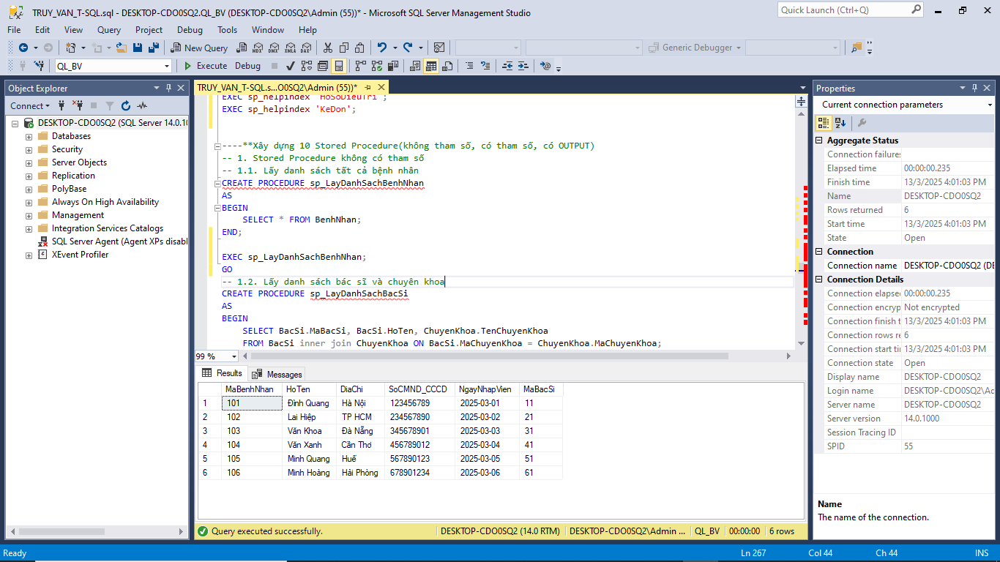 TRUY_VAN_T-SQL.sql - DESKTOP-CDO0SQ2.QL_BV (DESKTOP-CDO0SQ2\Admin (55))* - Microsoft SQL Server Management Studio
Quick Launch (Ctrl+Q)
File Edit View Query Project Debug Tools Window Help
New Query MDX DMX XMLA DAX Generic Debugger
QL_BV Execute Debug
Object Explorer
Connect
DESKTOP-CDO0SQ2 (SQL Server 14.0.10
Databases
Security
Server Objects
Replication
PolyBase
Always On High Availability
Management
Integration Services Catalogs
SQL Server Agent (Agent XPs disabl
XEvent Profiler
TRUY_VAN_T-SQL.s...O0SQ2\Admin (55))*
EXEC sp_helpindex 'HoSoDieuTri';
EXEC sp_helpindex 'KeDon';
----**Xây dựng 10 Stored Procedure(không tham số, có tham số, có OUTPUT)
-- 1. Stored Procedure không có tham số
-- 1.1. Lấy danh sách tất cả bệnh nhân
CREATE PROCEDURE sp_LayDanhSachBenhNhan
AS
BEGIN
SELECT * FROM BenhNhan;
END;
EXEC sp_LayDanhSachBenhNhan;
GO
-- 1.2. Lấy danh sách bác sĩ và chuyên khoa
CREATE PROCEDURE sp_LayDanhSachBacSi
AS
BEGIN
SELECT BacSi.MaBacSi, BacSi.HoTen, ChuyenKhoa.TenChuyenKhoa
FROM BacSi inner join ChuyenKhoa ON BacSi.MaChuyenKhoa = ChuyenKhoa.MaChuyenKhoa;
99 %
Results Messages
MaBenhNhan HoTen DiaChi SoCMND_CCCD NgayNhapVien MaBacSi
1 101 Đình Quang Hà Nội 123456789 2025-03-01 11
2 102 Lai Hiệp TP HCM 234567890 2025-03-02 21
3 103 Văn Khoa Đà Nẵng 345678901 2025-03-03 31
4 104 Văn Xanh Cần Thơ 456789012 2025-03-04 41
5 105 Minh Quang Huế 567890123 2025-03-05 51
6 106 Minh Hoàng Hải Phòng 678901234 2025-03-06 61
Query executed successfully. DESKTOP-CDO0SQ2 (14.0 RTM) DESKTOP-CDO0SQ2\Admin ... QL_BV 00:00:00 6 rows
Properties
Current connection parameters
Aggregate Status
Connection failures
Elapsed time 00:00:00.235
Finish time 13/3/2025 4:01:03 PM
Name DESKTOP-CDO0SQ2
Rows returned 6
Start time 13/3/2025 4:01:03 PM
State Open
Connection
Connection name DESKTOP-CDO0SQ2 (DE
Connection Details
Connection elapse 00:00:00.235
Connection encryp Not encrypted
Connection finish t 13/3/2025 4:01:03 PM
Connection rows re 6
Connection start tir 13/3/2025 4:01:03 PM
Connection state Open
Display name DESKTOP-CDO0SQ2
Login name DESKTOP-CDO0SQ2\Ad
Server name DESKTOP-CDO0SQ2
Server version 14.0.1000
Session Tracing ID
SPID 55
Name
The name of the connection.
Ready Ln 267 Col 44 Ch 44 INS